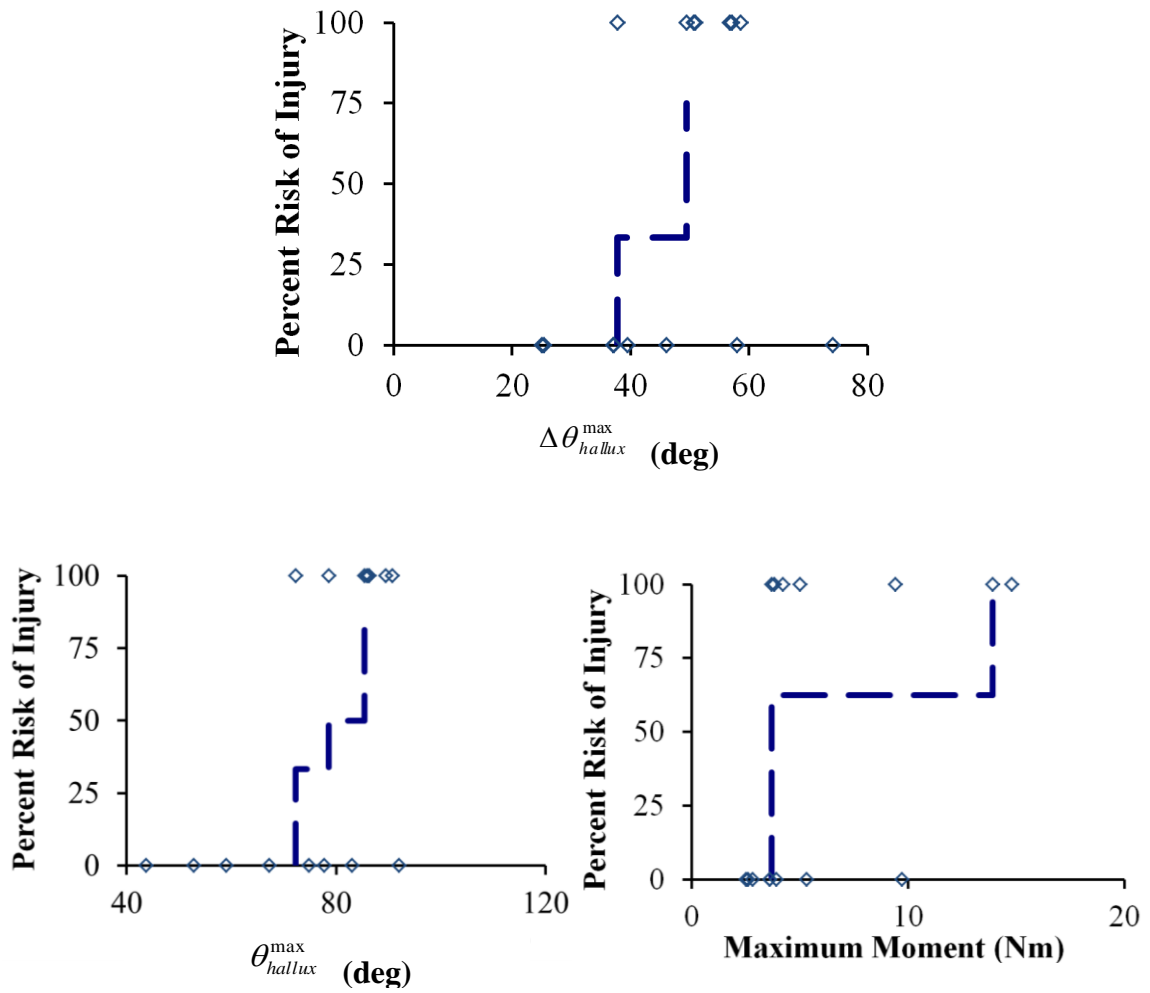 Percent Risk of Injury
100
75
50
25
0
0 20 40 60 80
Δθ hallux max (deg)
Percent Risk of Injury
100
75
50
25
0
40 80 120
θ hallux max (deg)
Percent Risk of Injury
100
75
50
25
0
0 10 20
Maximum Moment (Nm)